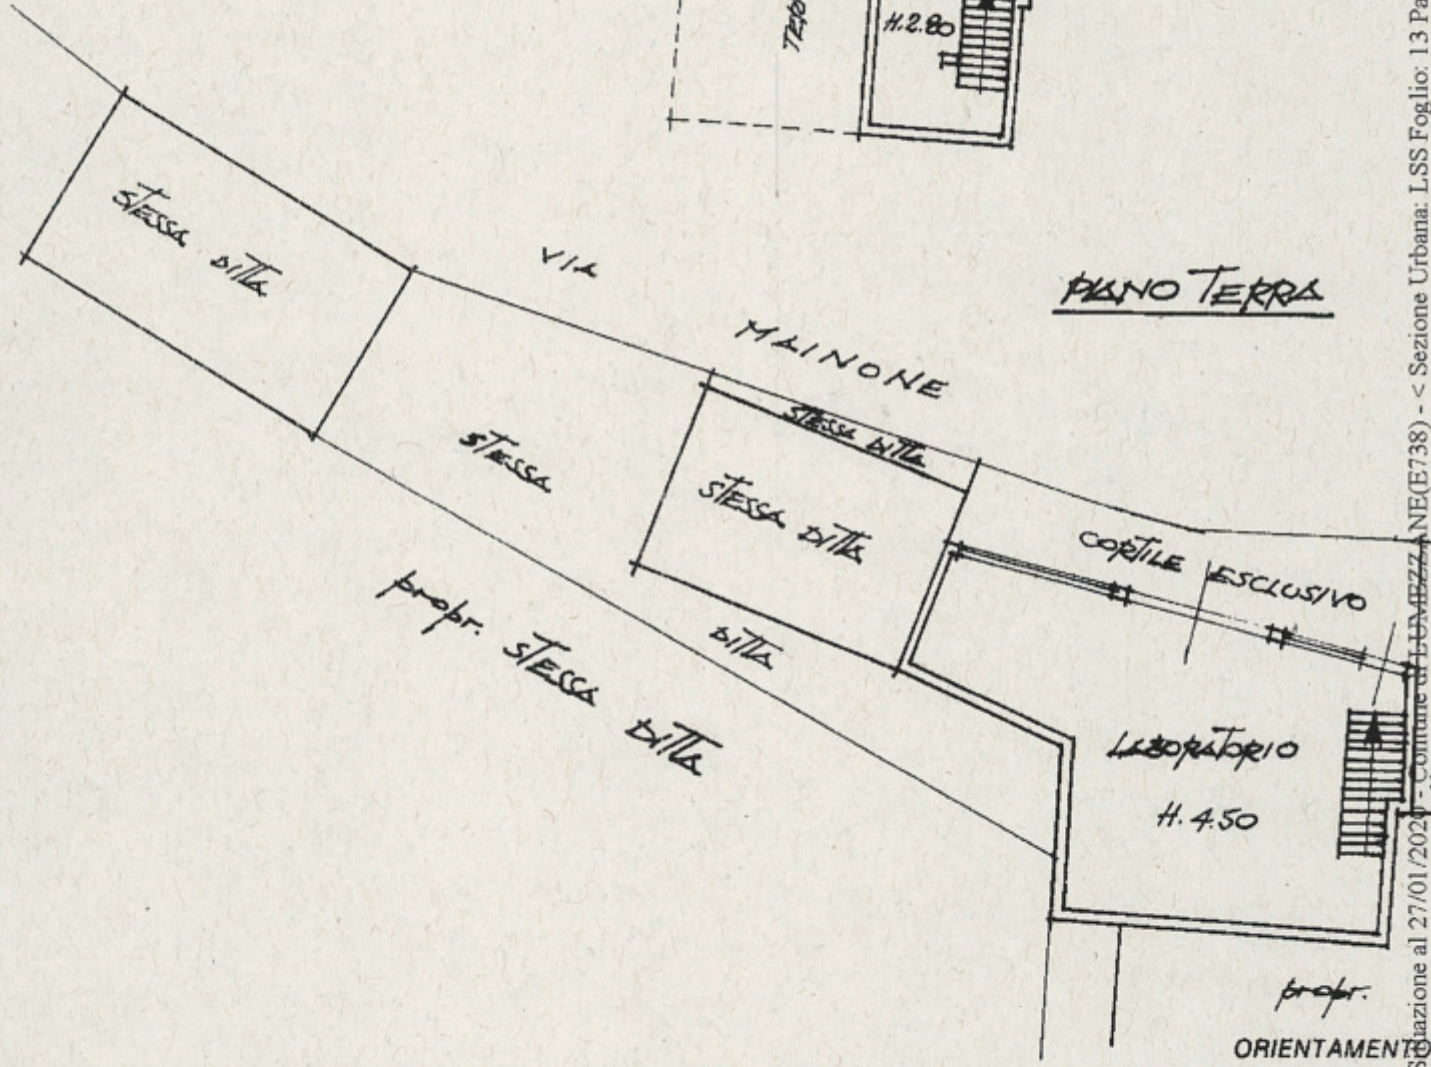 H. 2.80
PIANO TERRA
VIA
MAINONE
STESSA DITTA
STESSA DITTA
STESSA DITTA
STESSA
DITTA
propr. STESSA DITTA
CORTILE ESCLUSIVO
LABORATORIO
H. 4.50
propr.
ORIENTAMENTO
Situazione al 27/01/2020 - Comune di LUMEZZANE(E738) - < Sezione Urbana: LSS Foglio: 13 Pa